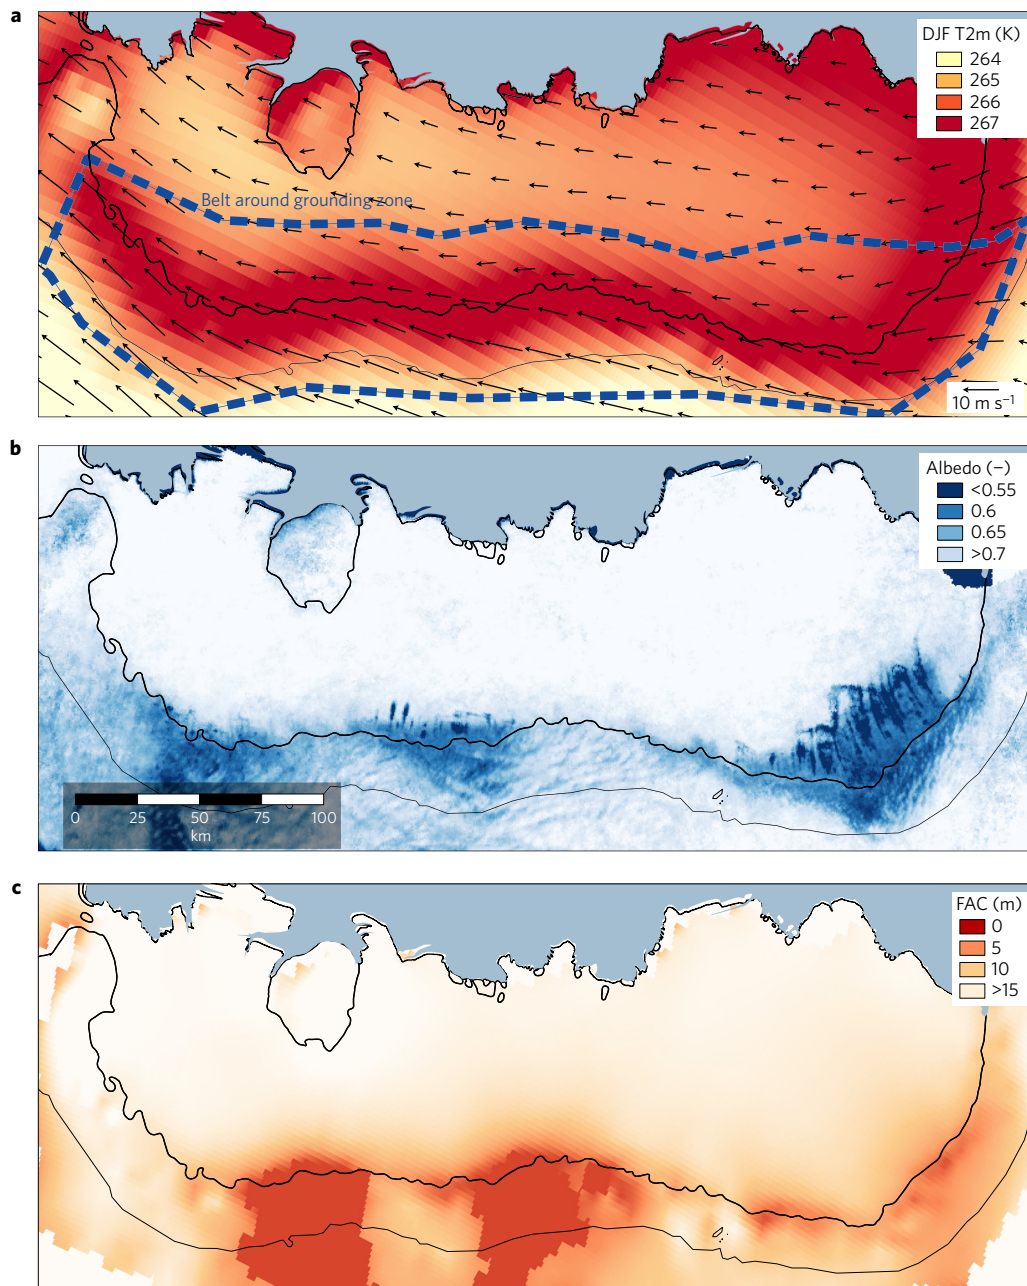 a
DJF T2m (K)
264
265
266
267
Belt around grounding zone
10 m s⁻¹
b
Albedo (−)
<0.55
0.6
0.65
>0.7
0 25 50 75 100
km
c
FAC (m)
0
5
10
>15